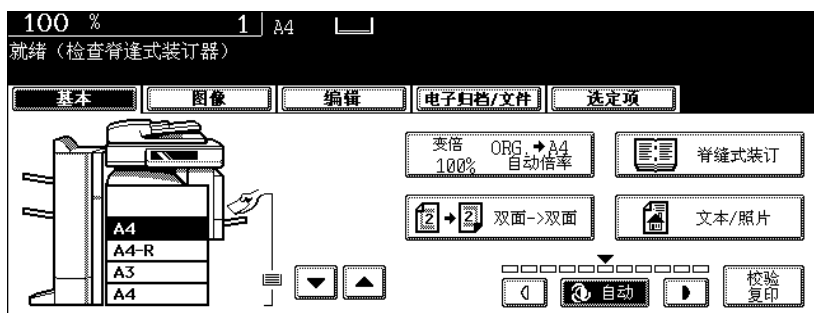 100 % 1 A4
就绪（检查脊逢式装订器）
基本 图像 编辑 电子归档/文件 选定项
变倍 ORG.→A4
100% 自动倍率
脊缝式装订
2→2 双面->双面
文本/照片
A4
A4-R
A3
A4
自动
校验
复印